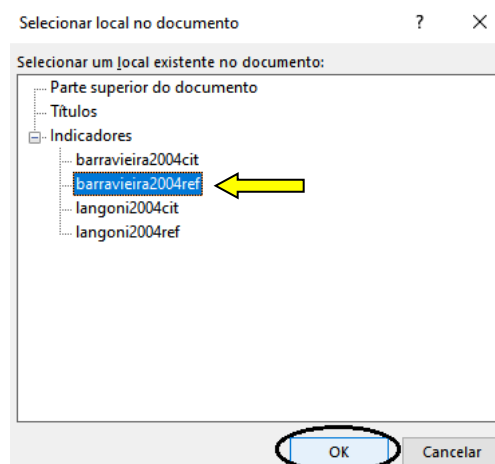 Selecionar local no documento ? ×
Selecionar um local existente no documento:
Parte superior do documento
Títulos
Indicadores
barravieira2004cit
barravieira2004ref
langoni2004cit
langoni2004ref
OK Cancelar